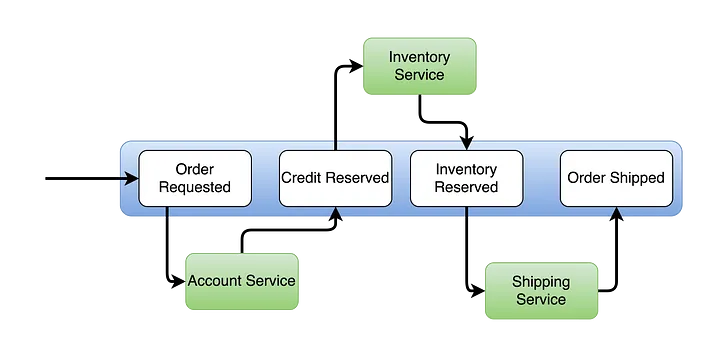 Inventory
Service
Order
Requested
Credit Reserved
Inventory
Reserved
Order Shipped
Account Service
Shipping
Service